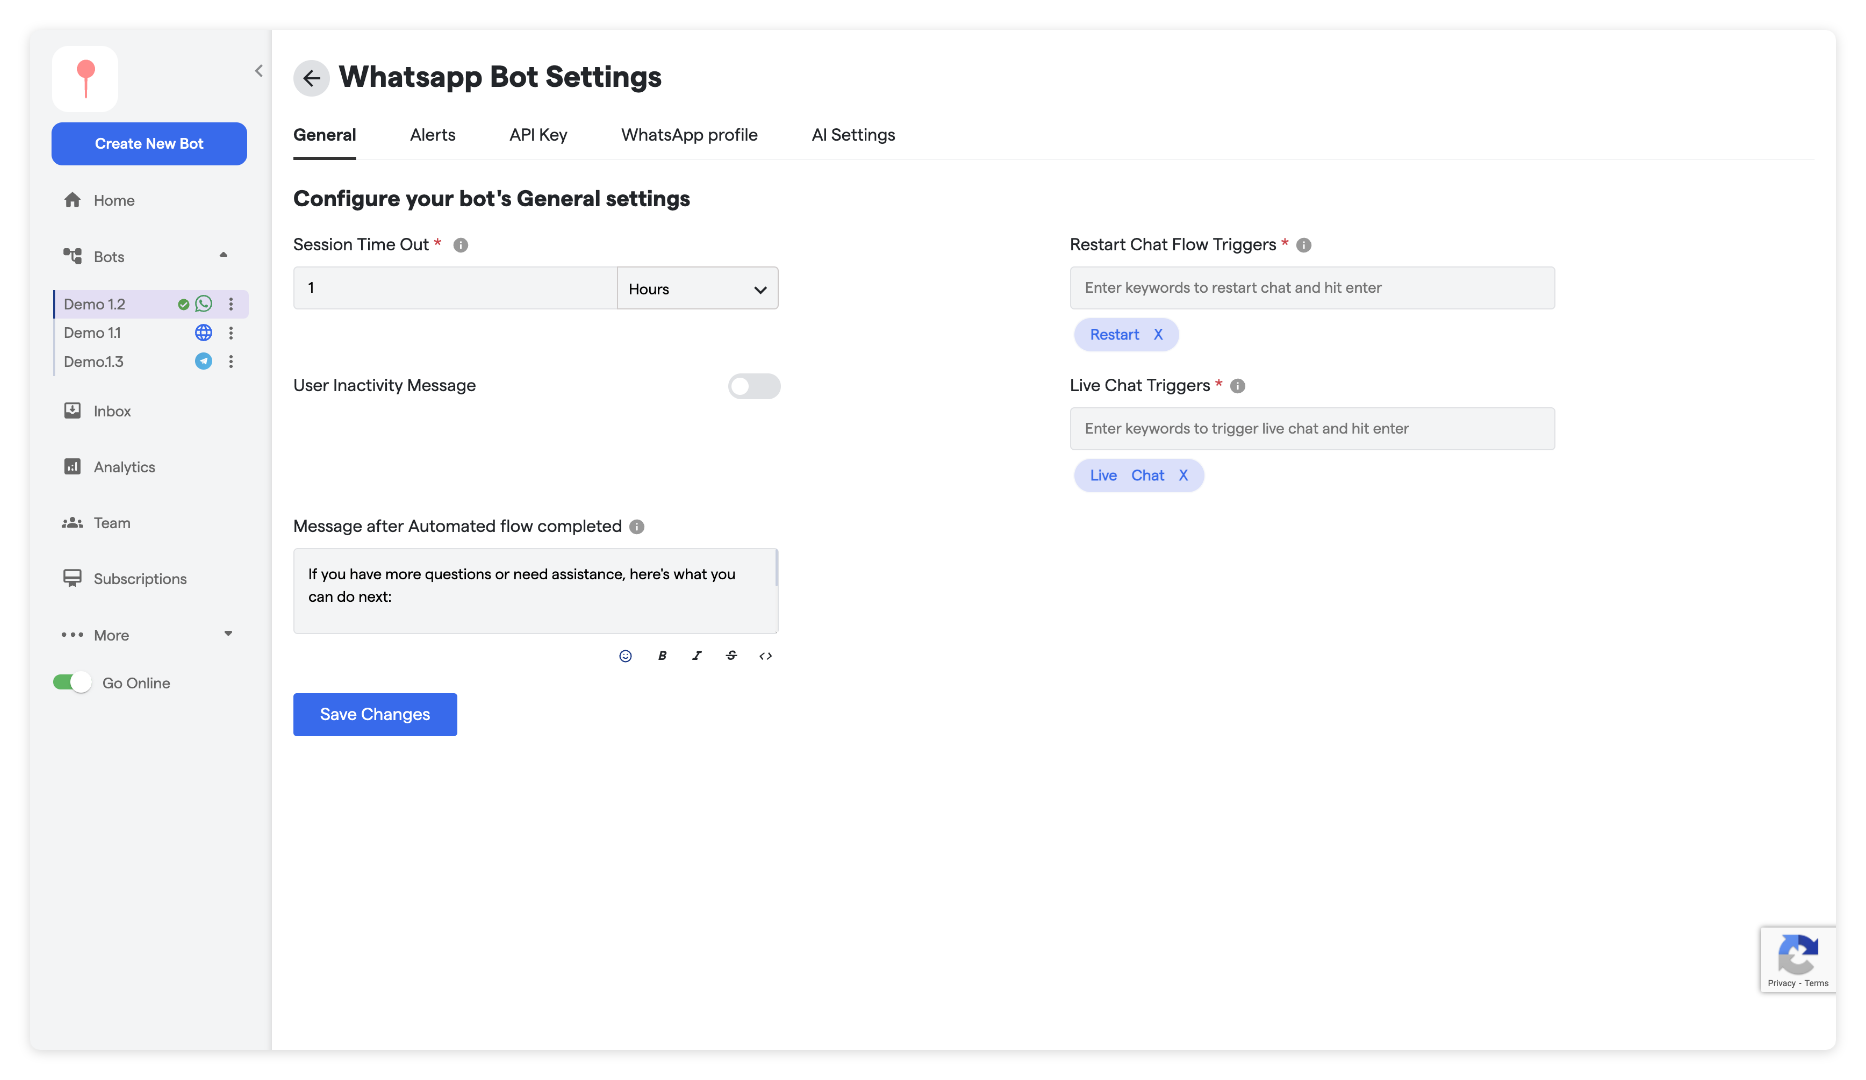 Whatsapp Bot Settings
Create New Bot
Home
Bots
Demo 1.2
Demo 1.1
Demo.1.3
Inbox
Analytics
Team
Subscriptions
More
Go Online
General Alerts API Key WhatsApp profile AI Settings
Configure your bot's General settings
Session Time Out *
1 Hours
User Inactivity Message
Message after Automated flow completed
If you have more questions or need assistance, here's what you
can do next:
B I S <>
Save Changes
Restart Chat Flow Triggers *
Enter keywords to restart chat and hit enter
Restart X
Live Chat Triggers *
Enter keywords to trigger live chat and hit enter
Live Chat X
Privacy - Terms